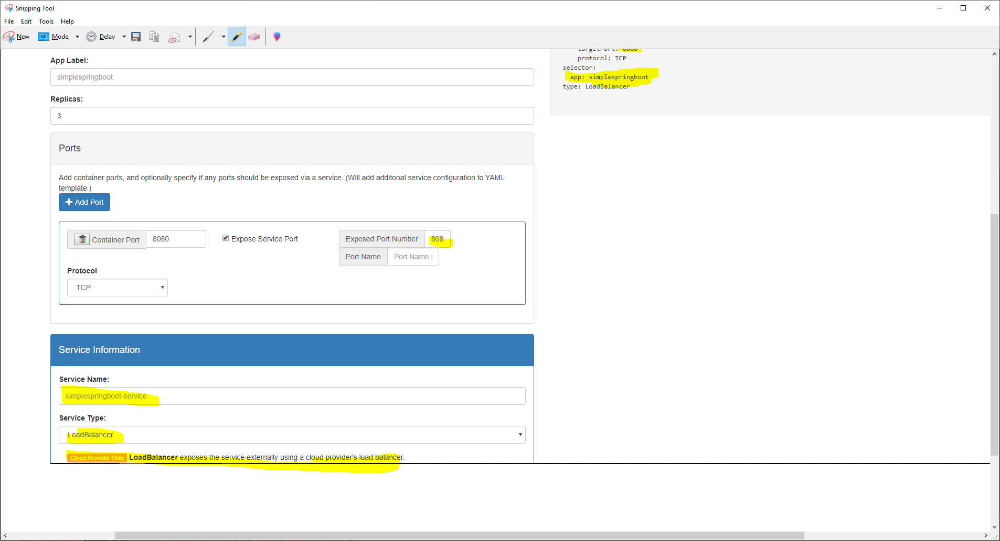 Snipping Tool
File Edit Tools Help
New Mode Delay
App Label:
simplespringboot
Replicas:
3
Ports
Add container ports, and optionally specify if any ports should be exposed via a service. (Will add additonal service configuration to YAML
template.)
Add Port
Container Port 8080 Expose Service Port Exposed Port Number 808
Port Name Port Name (
Protocol
TCP
Service Information
Service Name:
simplespringboot-service
Service Type:
LoadBalancer
Cloud Provider Only LoadBalancer exposes the service externally using a cloud provider's load balancer.
targetPort: 8080
protocol: TCP
selector:
app: simplespringboot
type: LoadBalancer